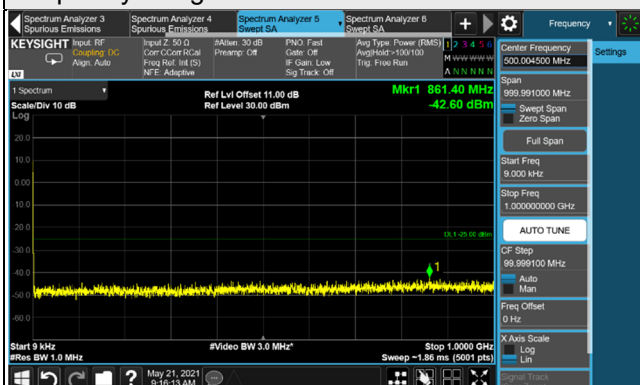 Spectrum Analyzer 3
Spurious Emissions
Spectrum Analyzer 4
Spurious Emissions
Spectrum Analyzer 5
Swept SA
Spectrum Analyzer 6
Swept SA
+
Frequency
KEYSIGHT
Input: RF
Coupling: DC
Align: Auto
Input Z: 50 Ω
Corr CCorr RCal
Freq Ref: Int (S)
NFE: Adaptive
#Atten: 30 dB
Preamp: Off
PNO: Fast
Gate: Off
IF Gain: Low
Sig Track: Off
Avg Type: Power (RMS)
Avg|Hold:>100/100
Trig: Free Run
1 2 3 4 5 6
M W W W W W
A N N N N N
LXI
Center Frequency
500.004500 MHz
Settings
Span
999.991000 MHz
Swept Span
Zero Span
Full Span
Start Freq
9.000 kHz
Stop Freq
1.000000000 GHz
AUTO TUNE
CF Step
99.999100 MHz
Auto
Man
Freq Offset
0 Hz
X Axis Scale
Log
Lin
Signal Track
1 Spectrum
Scale/Div 10 dB
Log
Ref Lvl Offset 11.00 dB
Ref Level 30.00 dBm
Mkr1 861.40 MHz
-42.60 dBm
20.0
10.0
0.00
-10.0
-20.0
DL1 -25.00 dBm
-30.0
1
-40.0
-50.0
-60.0
Start 9 kHz
#Res BW 1.0 MHz
#Video BW 3.0 MHz*
Stop 1.0000 GHz
Sweep ~1.86 ms (5001 pts)
?
May 21, 2021
9:16:13 AM